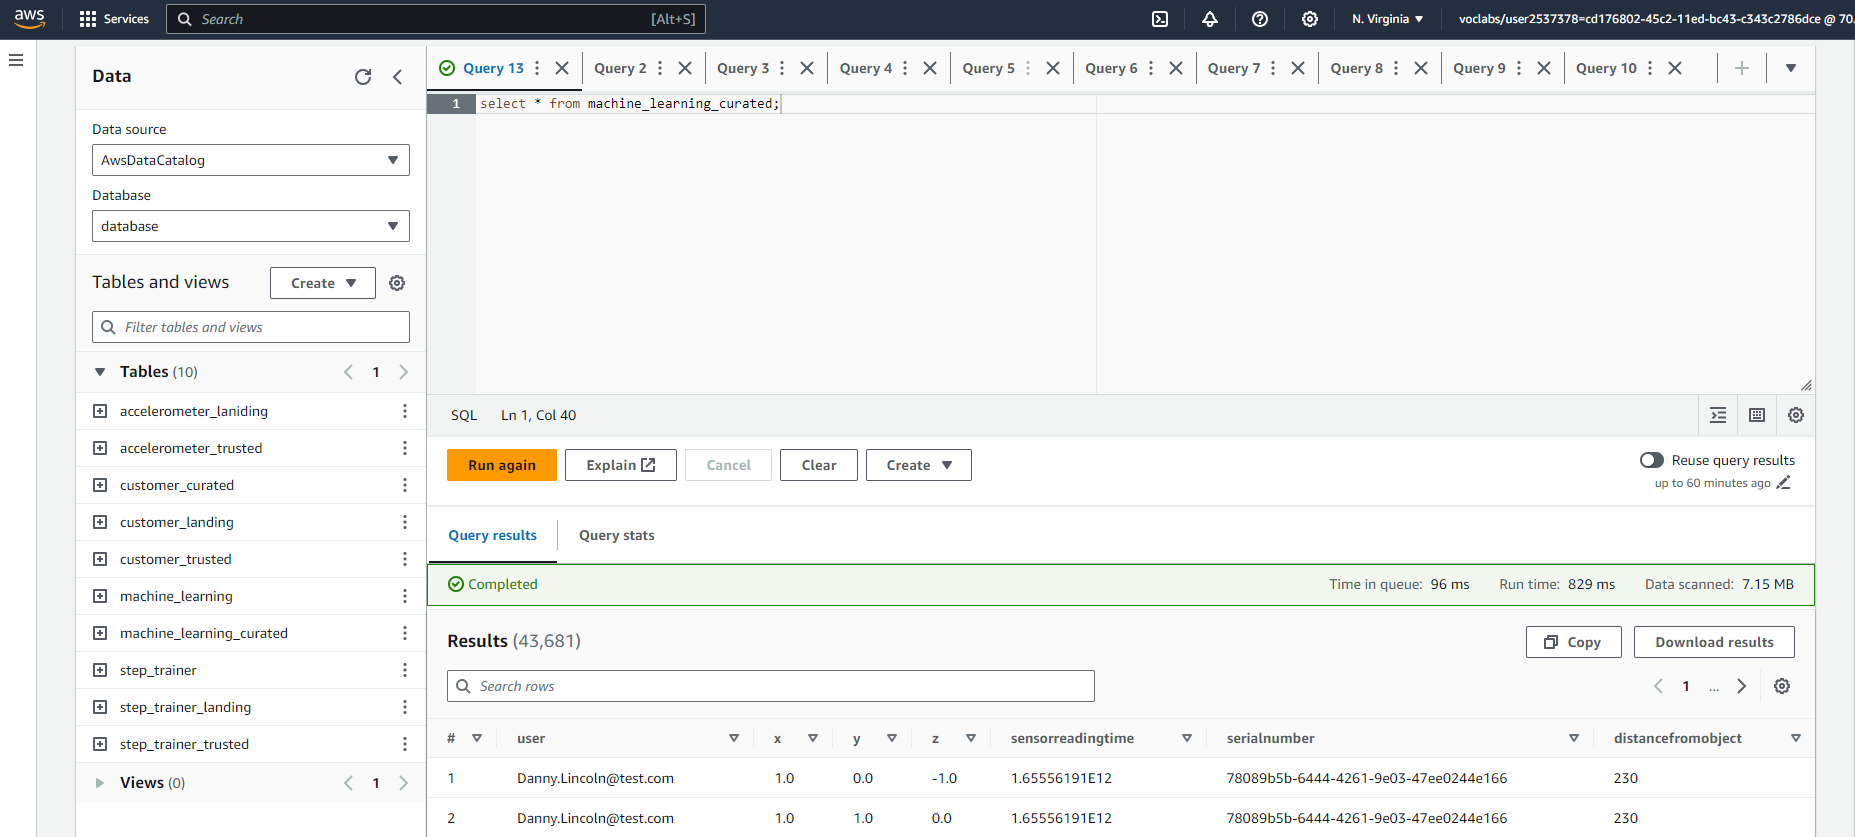 aws Services Search [Alt+S] N. Virginia voclabs/user2537378=cd176802-45c2-11ed-bc43-c343c2786dce @ 70.
Data
Data source
AwsDataCatalog
Database
database
Tables and views Create
Filter tables and views
Tables (10) 1
accelerometer_laniding
accelerometer_trusted
customer_curated
customer_landing
customer_trusted
machine_learning
machine_learning_curated
step_trainer
step_trainer_landing
step_trainer_trusted
Views (0) 1
Query 13 Query 2 Query 3 Query 4 Query 5 Query 6 Query 7 Query 8 Query 9 Query 10
1 select * from machine_learning_curated;
SQL Ln 1, Col 40
Run again Explain Cancel Clear Create Reuse query results
up to 60 minutes ago
Query results Query stats
Completed Time in queue: 96 ms Run time: 829 ms Data scanned: 7.15 MB
Results (43,681) Copy Download results
Search rows 1 ...
# user x y z sensorreadingtime serialnumber distancefromobject
1 Danny.Lincoln@test.com 1.0 0.0 -1.0 1.65556191E12 78089b5b-6444-4261-9e03-47ee0244e166 230
2 Danny.Lincoln@test.com 1.0 1.0 0.0 1.65556191E12 78089b5b-6444-4261-9e03-47ee0244e166 230